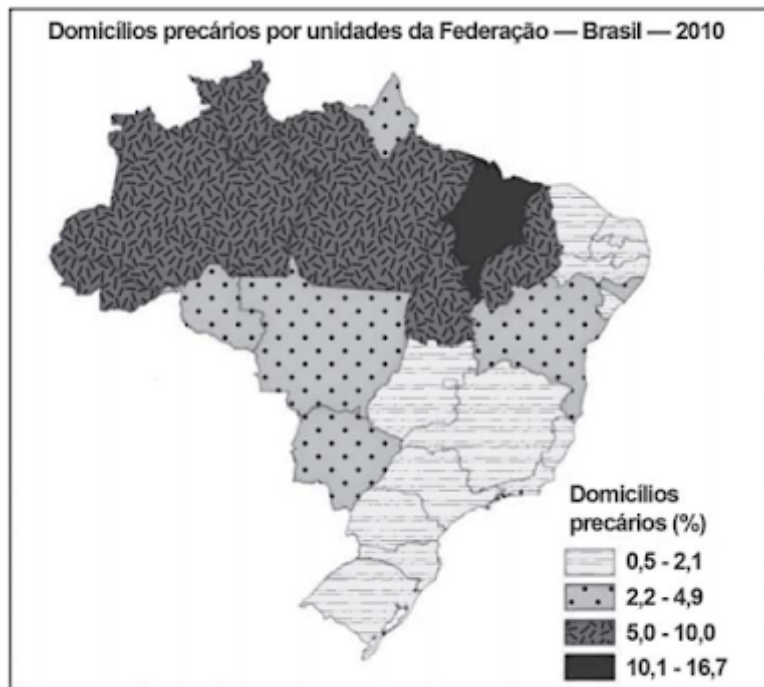 Domicílios precários por unidades da Federação — Brasil — 2010
Domicílios
precários (%)
0,5 - 2,1
2,2 - 4,9
5,0 - 10,0
10,1 - 16,7